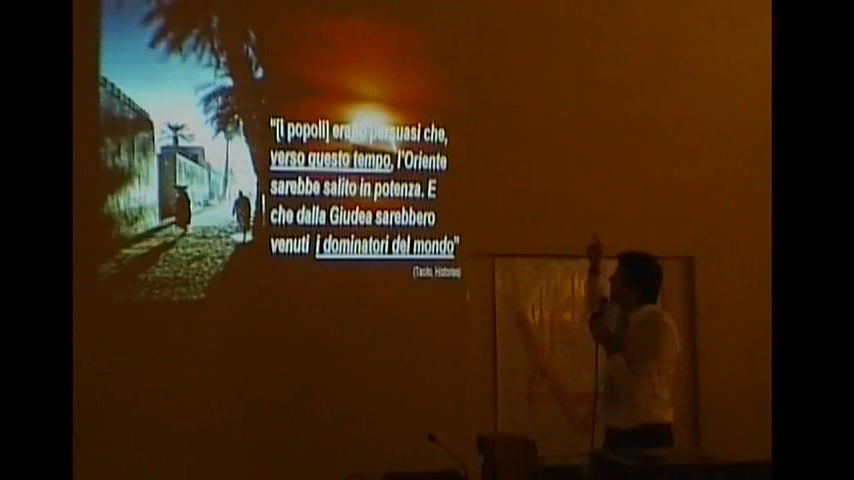 "[i popoli] erano persuasi che,
verso questo tempo, l'Oriente
sarebbe salito in potenza. E
che dalla Giudea sarebbero
venuti i dominatori del mondo"
(Tacito, Historiae)